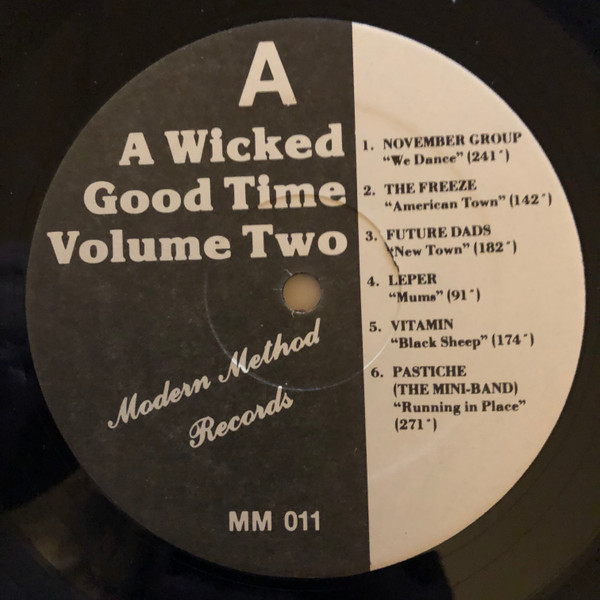 A
A Wicked
Good Time
Volume Two
Modern Method
Records
MM 011
1. NOVEMBER GROUP
"We Dance" (241´)
2. THE FREEZE
"American Town" (142´)
3. FUTURE DADS
"New Town" (182´)
4. LEPER
"Mums" (91´)
5. VITAMIN
"Black Sheep" (174´)
6. PASTICHE
(THE MINI-BAND)
"Running in Place"
(271´)